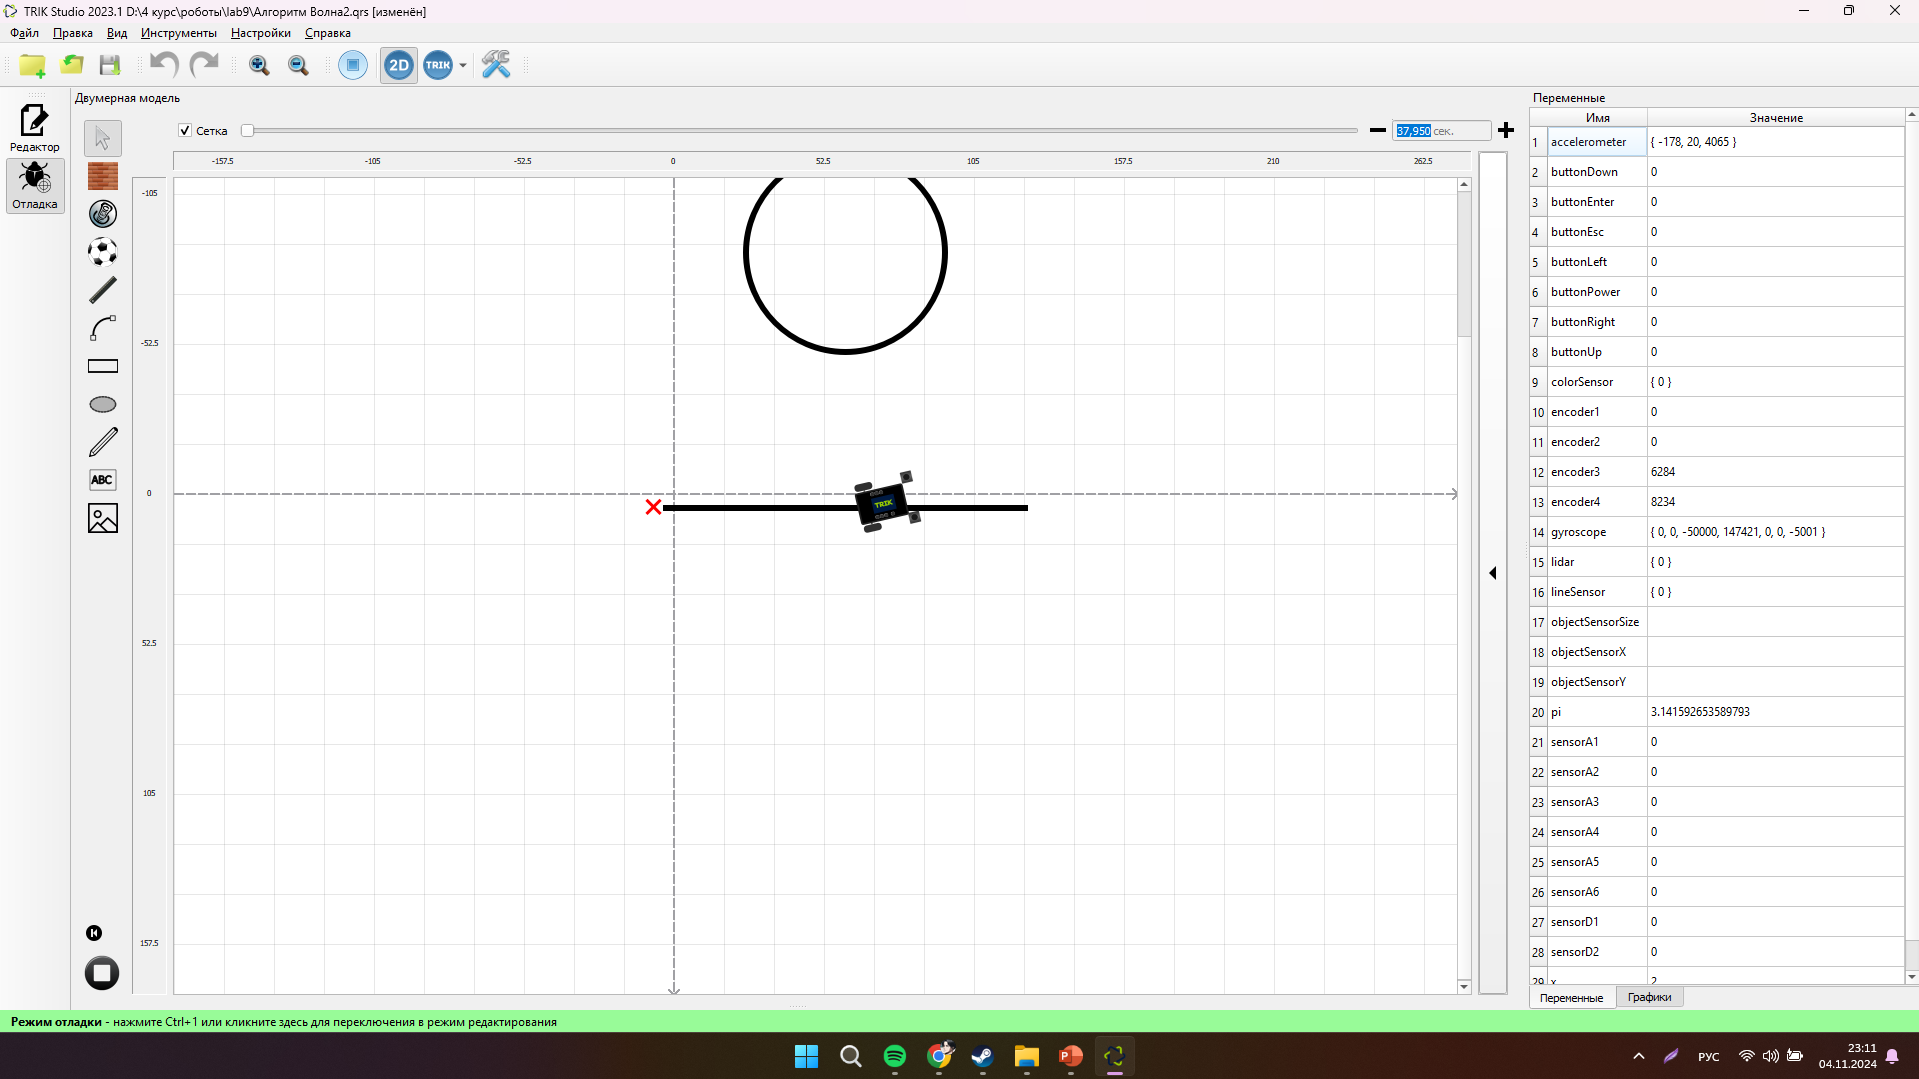 TRIK Studio 2023.1 D:\4 курс\роботы\lab9\Алгоритм Волна2.qrs [изменён]
Файл Правка Вид Инструменты Настройки Справка
2D TRIK
Редактор
Отладка
Двумерная модель
Сетка
37,950 сек.
-157.5 -105 -52.5 0 52.5 105 157.5 210 262.5
-105
-52.5
0
52.5
105
157.5
ABC
TRIK
Переменные
Имя Значение
1 accelerometer { -178, 20, 4065 }
2 buttonDown 0
3 buttonEnter 0
4 buttonEsc 0
5 buttonLeft 0
6 buttonPower 0
7 buttonRight 0
8 buttonUp 0
9 colorSensor { 0 }
10 encoder1 0
11 encoder2 0
12 encoder3 6284
13 encoder4 8234
14 gyroscope { 0, 0, -50000, 147421, 0, 0, -5001 }
15 lidar { 0 }
16 lineSensor { 0 }
17 objectSensorSize
18 objectSensorX
19 objectSensorY
20 pi 3.141592653589793
21 sensorA1 0
22 sensorA2 0
23 sensorA3 0
24 sensorA4 0
25 sensorA5 0
26 sensorA6 0
27 sensorD1 0
28 sensorD2 0
29 x 2
Переменные Графики
Режим отладки - нажмите Ctrl+1 или кликните здесь для переключения в режим редактирования
РУС
23:11
04.11.2024